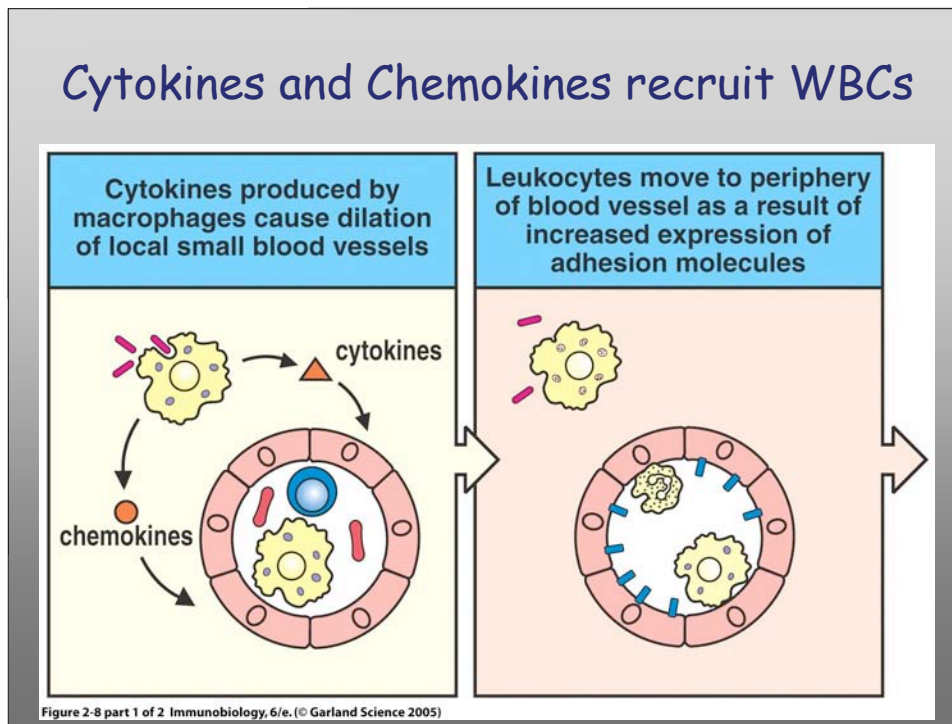 Cytokines and Chemokines recruit WBCs
Cytokines produced by
macrophages cause dilation
of local small blood vessels
Leukocytes move to periphery
of blood vessel as a result of
increased expression of
adhesion molecules
cytokines
chemokines
Figure 2-8 part 1 of 2 Immunobiology, 6/e. (© Garland Science 2005)